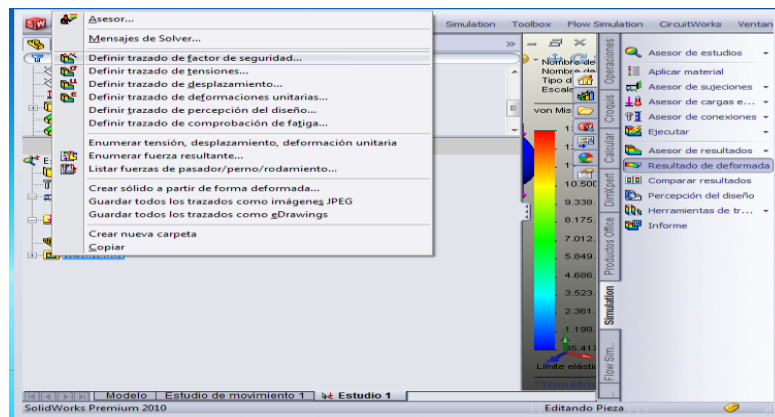 SW
Simulation Toolbox Flow Simulation CircuitWorks Ventan
Asesor...
Mensajes de Solver...
Definir trazado de factor de seguridad...
Definir trazado de tensiones...
Definir trazado de desplazamiento...
Definir trazado de deformaciones unitarias...
Definir trazado de percepción del diseño...
Definir trazado de comprobación de fatiga...
Enumerar tensión, desplazamiento, deformación unitaria
Enumerar fuerza resultante...
Listar fuerzas de pasador/perno/rodamiento...
Crear sólido a partir de forma deformada...
Guardar todos los trazados como imágenes JPEG
Guardar todos los trazados como eDrawings
Crear nueva carpeta
Copiar
Nombre de
Nombre de
Tipo d
Escala
von Mis
10.500
9.338.
8.175.
7.012.
5.849.
4.686.
3.523.
2.361.
1.198.
35.417
Límite elásti
*Trimétric
Operaciones
Croquis
Calcular
DimXpert
Productos Office
Simulation
Flow Sim...
Asesor de estudios
Aplicar material
Asesor de sujeciones
Asesor de cargas e...
Asesor de conexiones
Ejecutar
Asesor de resultados
Resultado de deformada
Comparar resultados
Percepción del diseño
Herramientas de tr...
Informe
Modelo Estudio de movimiento 1 Estudio 1
SolidWorks Premium 2010 Editando Pieza